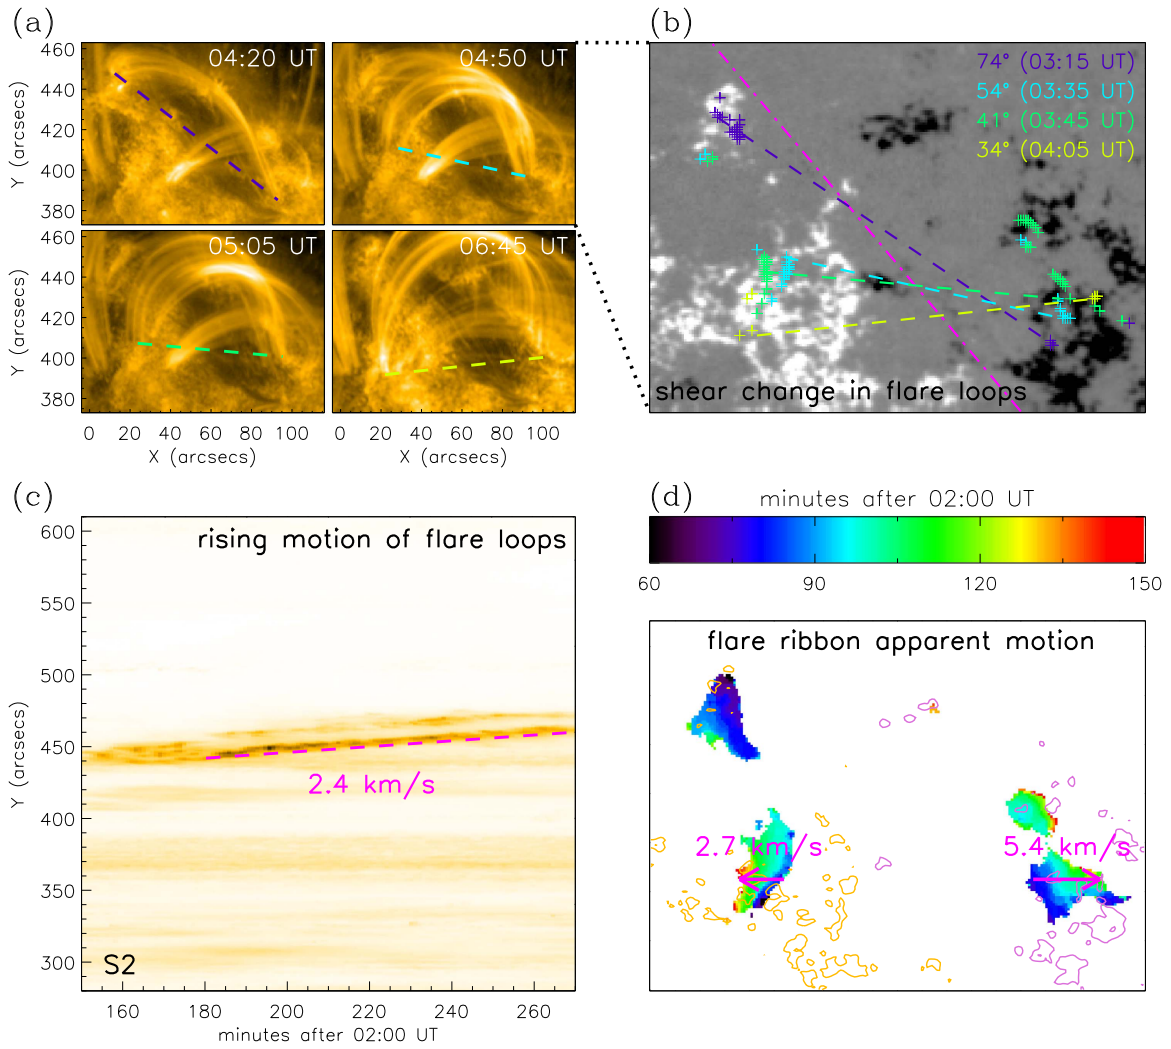 (a)
(b)
04:20 UT
04:50 UT
05:05 UT
06:45 UT
460
440
420
400
380
460
440
420
400
380
Y (arcsecs)
Y (arcsecs)
0 20 40 60 80 100
0 20 40 60 80 100
X (arcsecs)
X (arcsecs)
74° (03:15 UT)
54° (03:35 UT)
41° (03:45 UT)
34° (04:05 UT)
shear change in flare loops
(c)
rising motion of flare loops
600
550
500
450
400
350
300
Y (arcsecs)
2.4 km/s
S2
160 180 200 220 240 260
minutes after 02:00 UT
(d)
minutes after 02:00 UT
60 90 120 150
flare ribbon apparent motion
2.7 km/s
5.4 km/s